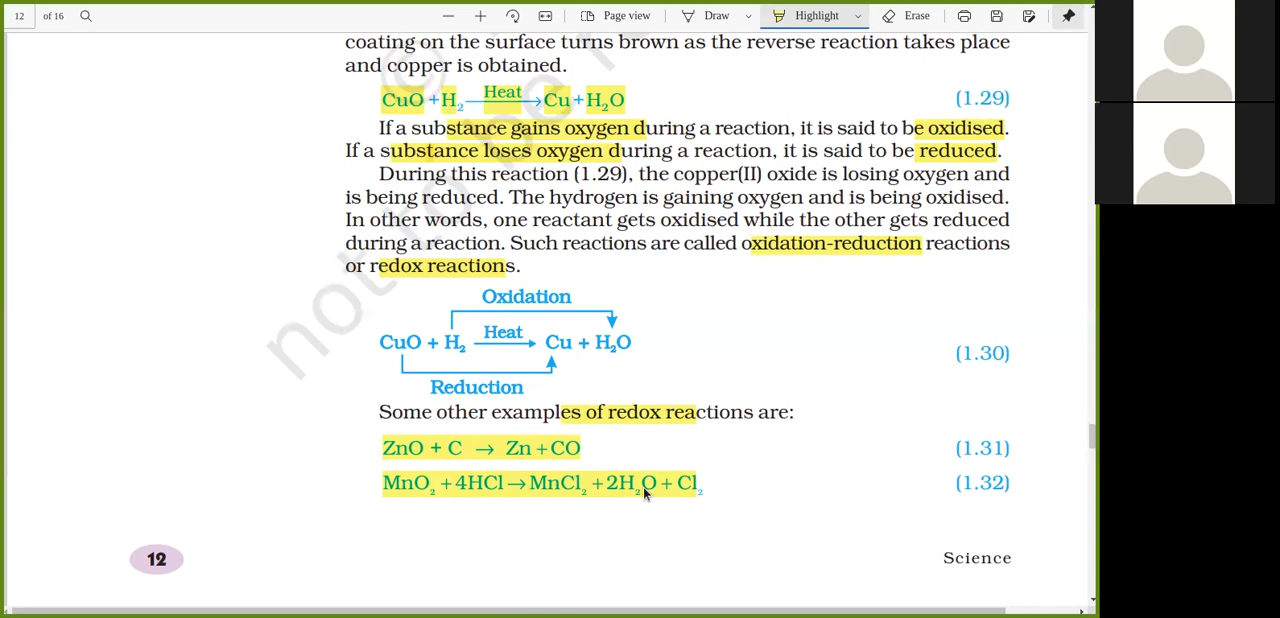 12 of 16 Page view Draw Highlight Erase
coating on the surface turns brown as the reverse reaction takes place
and copper is obtained.
CuO + H₂ Heat → Cu + H₂O (1.29)
If a substance gains oxygen during a reaction, it is said to be oxidised.
If a substance loses oxygen during a reaction, it is said to be reduced.
During this reaction (1.29), the copper(II) oxide is losing oxygen and
is being reduced. The hydrogen is gaining oxygen and is being oxidised.
In other words, one reactant gets oxidised while the other gets reduced
during a reaction. Such reactions are called oxidation-reduction reactions
or redox reactions.
Oxidation
CuO + H₂ Heat → Cu + H₂O (1.30)
Reduction
Some other examples of redox reactions are:
ZnO + C → Zn + CO (1.31)
MnO₂ + 4HCl → MnCl₂ + 2H₂O + Cl₂ (1.32)
12 Science
© not to be r